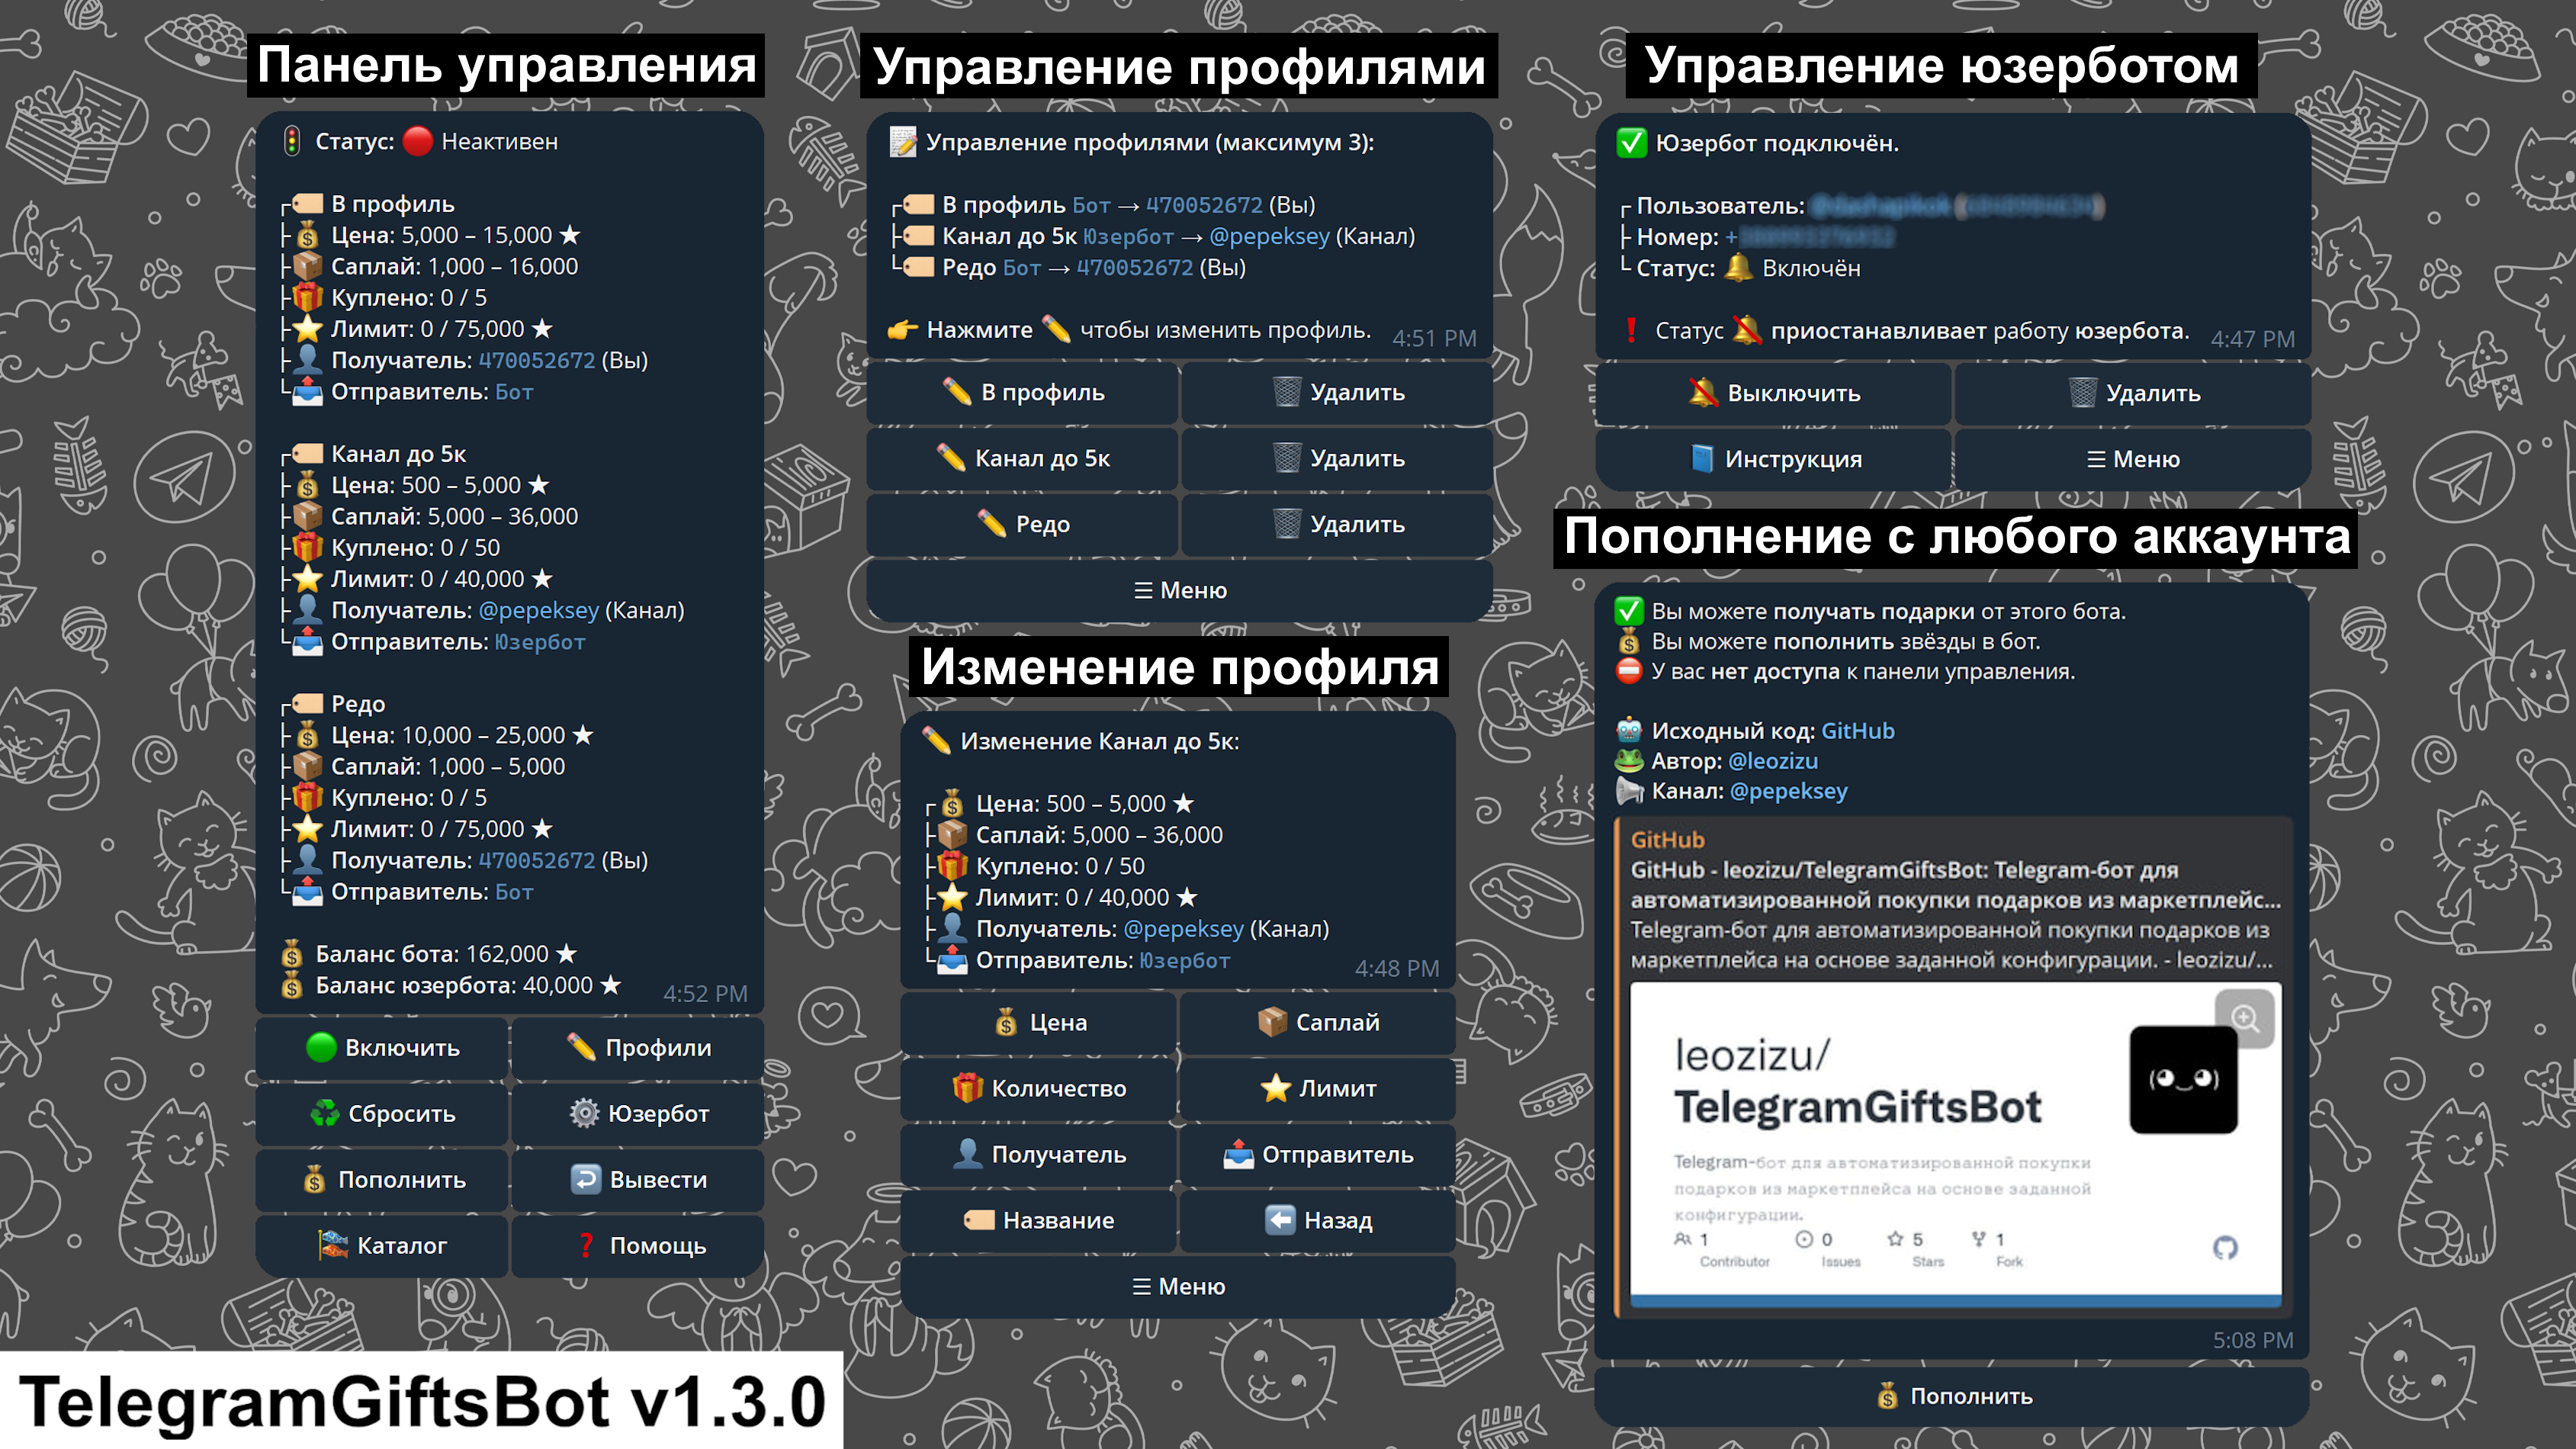 Панель управления
Статус: Неактивен
В профиль
Цена: 5,000 – 15,000 ★
Саплай: 1,000 – 16,000
Куплено: 0 / 5
Лимит: 0 / 75,000 ★
Получатель: 470052672 (Вы)
Отправитель: Бот
Канал до 5к
Цена: 500 – 5,000 ★
Саплай: 5,000 – 36,000
Куплено: 0 / 50
Лимит: 0 / 40,000 ★
Получатель: @pepeksey (Канал)
Отправитель: Юзербот
Редо
Цена: 10,000 – 25,000 ★
Саплай: 1,000 – 5,000
Куплено: 0 / 5
Лимит: 0 / 75,000 ★
Получатель: 470052672 (Вы)
Отправитель: Бот
Баланс бота: 162,000 ★
Баланс юзербота: 40,000 ★
4:52 PM
Включить
Профили
Сбросить
Юзербот
Пополнить
Вывести
Каталог
Помощь
Управление профилями
Управление профилями (максимум 3):
В профиль Бот → 470052672 (Вы)
Канал до 5к Юзербот → @pepeksey (Канал)
Редо Бот → 470052672 (Вы)
Нажмите чтобы изменить профиль.
4:51 PM
В профиль
Удалить
Канал до 5к
Удалить
Редо
Удалить
☰ Меню
Изменение профиля
Изменение Канал до 5к:
Цена: 500 – 5,000 ★
Саплай: 5,000 – 36,000
Куплено: 0 / 50
Лимит: 0 / 40,000 ★
Получатель: @pepeksey (Канал)
Отправитель: Юзербот
4:48 PM
Цена
Саплай
Количество
Лимит
Получатель
Отправитель
Название
Назад
☰ Меню
Управление юзерботом
Юзербот подключён.
Пользователь:
Номер: +
Статус: Включён
Статус приостанавливает работу юзербота.
4:47 PM
Выключить
Удалить
Инструкция
☰ Меню
Пополнение с любого аккаунта
Вы можете получать подарки от этого бота.
Вы можете пополнить звёзды в бот.
У вас нет доступа к панели управления.
Исходный код: GitHub
Автор: @leozizu
Канал: @pepeksey
GitHub
GitHub - leozizu/TelegramGiftsBot: Telegram-бот для
автоматизированной покупки подарков из маркетплейс...
Telegram-бот для автоматизированной покупки подарков из
маркетплейса на основе заданной конфигурации. - leozizu/...
leozizu/
TelegramGiftsBot
Telegram-бот для автоматизированной покупки
подарков из маркетплейса на основе заданной
конфигурации.
1
Contributor
0
Issues
5
Stars
1
Fork
5:08 PM
Пополнить
TelegramGiftsBot v1.3.0